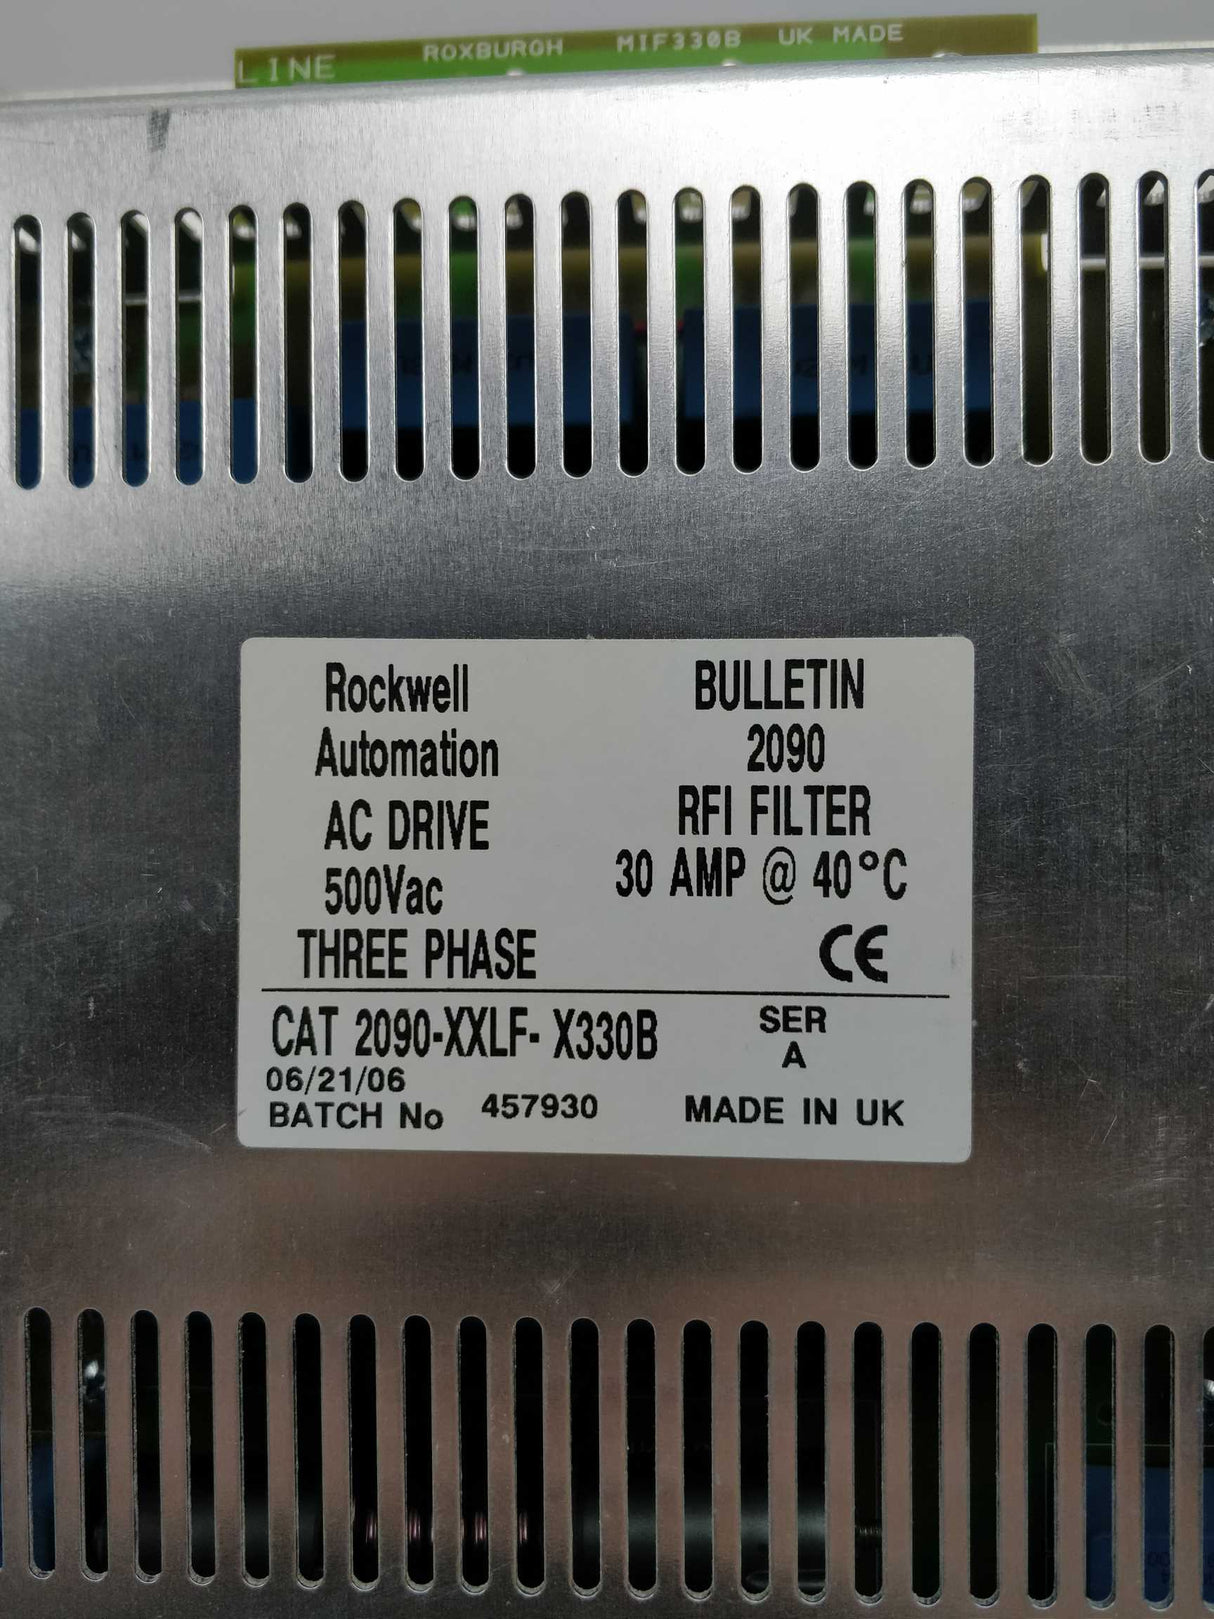 LINE ROXBURGH MIF330B UK MADE
Rockwell
Automation
AC DRIVE
500Vac
THREE PHASE
BULLETIN
2090
RFI FILTER
30 AMP @ 40°C
CE
CAT 2090-XXLF- X330B
SER
A
06/21/06
BATCH No 457930
MADE IN UK